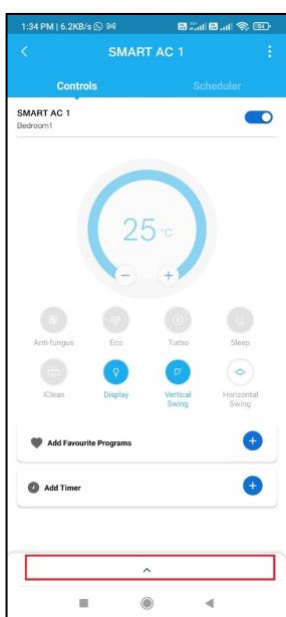 1:34 PM | 6.2KB/s
SMART AC 1
Controls
Scheduler
SMART AC 1
Bedroom1
25 °C
Anti-fungus
Eco
Turbo
Sleep
iClean
Display
Vertical
Swing
Horizontal
Swing
Add Favourite Programs
Add Timer